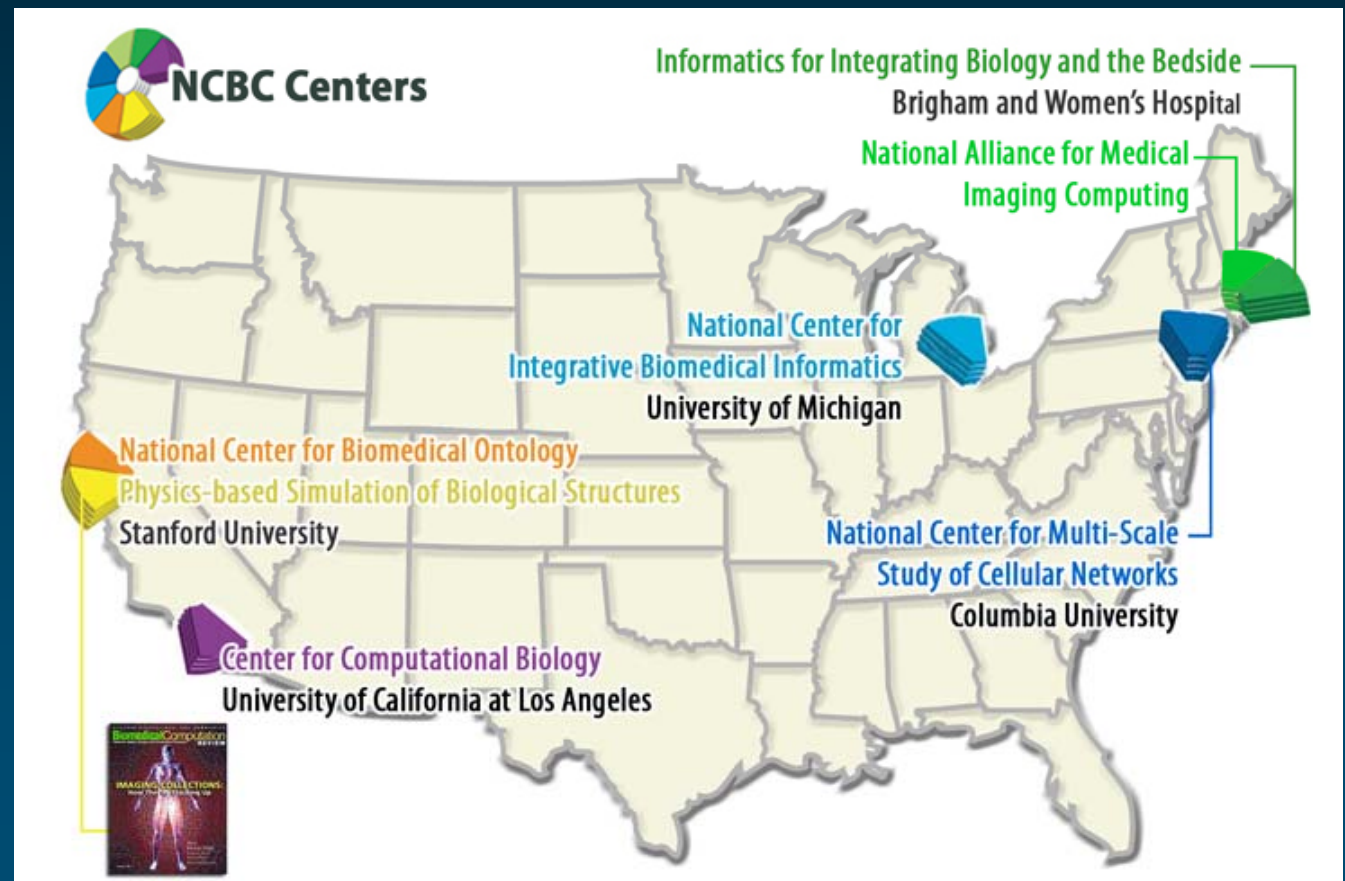 NCBC Centers
Informatics for Integrating Biology and the Bedside
Brigham and Women's Hospital
National Alliance for Medical
Imaging Computing
National Center for
Integrative Biomedical Informatics
University of Michigan
National Center for Biomedical Ontology
Physics-based Simulation of Biological Structures
Stanford University
National Center for Multi-Scale
Study of Cellular Networks
Columbia University
Center for Computational Biology
University of California at Los Angeles
BiomedicalComputation
REVIEW
IMAGING COLLECTIONS: